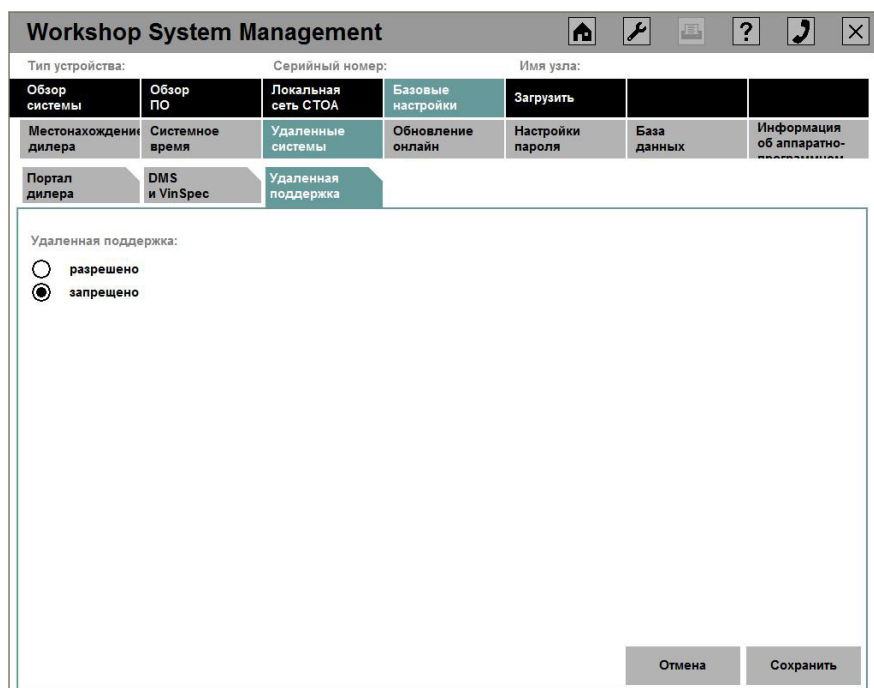 Workshop System Management
Тип устройства: Серийный номер: Имя узла:
Обзор системы Обзор ПО Локальная сеть СТОА Базовые настройки Загрузить
Местонахождение дилера Системное время Удаленные системы Обновление онлайн Настройки пароля База данных Информация об аппаратно-
Портал дилера DMS и VinSpec Удаленная поддержка
Удаленная поддержка:
разрешено
запрещено
Отмена Сохранить